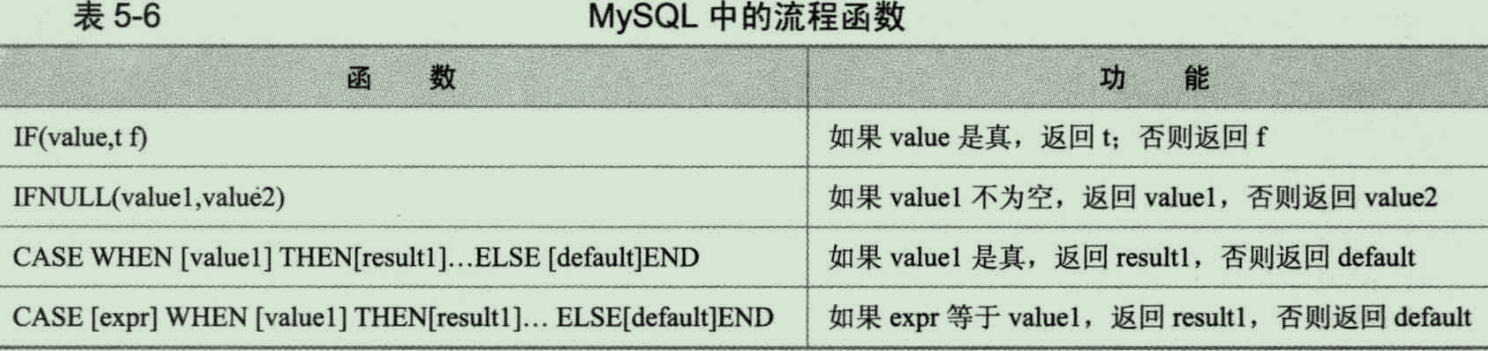 表 5-6 MySQL 中的流程函数
函 数 功 能
IF(value,t f) 如果 value 是真，返回 t；否则返回 f
IFNULL(value1,value2) 如果 value1 不为空，返回 value1，否则返回 value2
CASE WHEN [value1] THEN[result1]…ELSE [default]END 如果 value1 是真，返回 result1，否则返回 default
CASE [expr] WHEN [value1] THEN[result1]… ELSE[default]END 如果 expr 等于 value1，返回 result1，否则返回 default